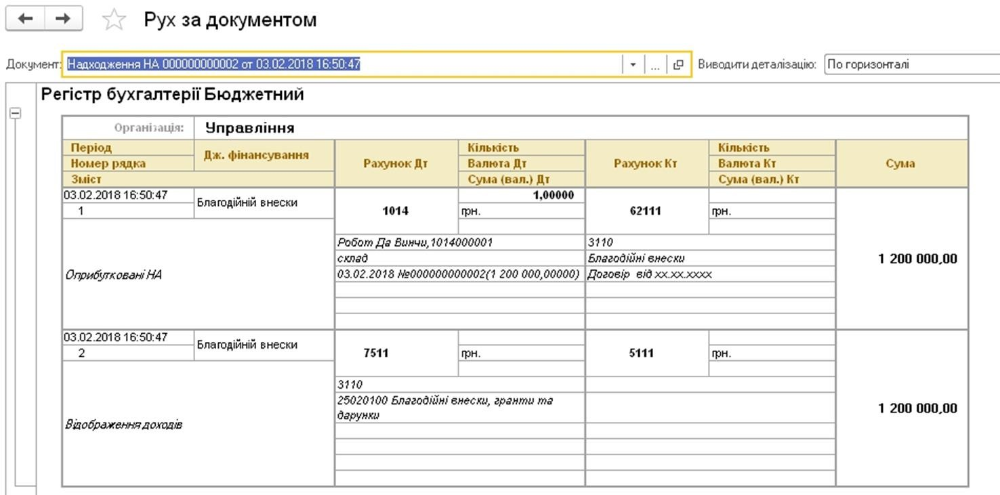 Рух за документом
Документ: Надходження НА 000000000002 от 03.02.2018 16:50:47 ... Виводити деталізацію: По горизонталі
Регістр бухгалтерії Бюджетний
Організація: Управління
Період Дж. фінансування Рахунок Дт Кількість Рахунок Кт Кількість Сума
Номер рядка Валюта Дт Валюта Кт
Зміст Сума (вал.) Дт Сума (вал.) Кт
03.02.2018 16:50:47 Благодійній внески 1014 1,00000 62111 1 200 000,00
1 грн. грн.
Оприбутковані НА
Робот Да Винчи,1014000001 3110
склад Благодійні внески
03.02.2018 №000000000002(1 200 000,00000) Договір від хх.хх.хххх
03.02.2018 16:50:47 Благодійній внески 7511 5111 1 200 000,00
2 грн. грн.
Відображення доходів
3110
25020100 Благодійні внески, гранти та
дарунки